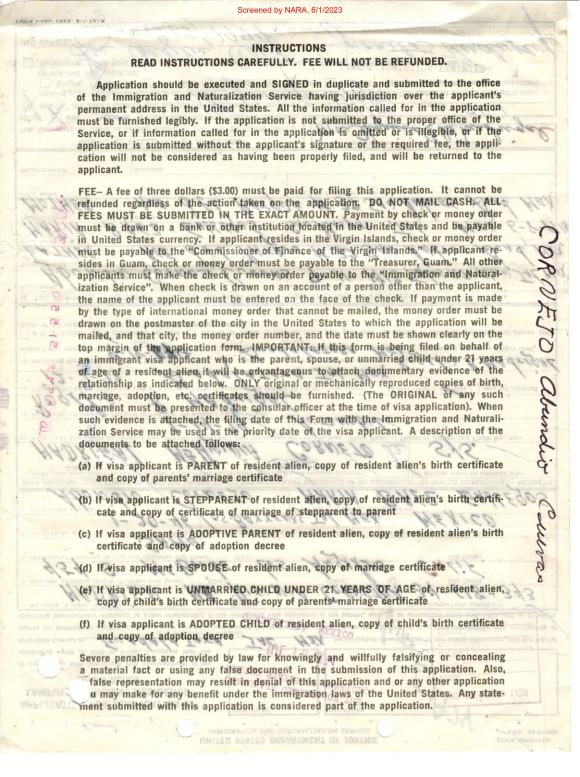 Screened by NARA, 6/1/2023
INSTRUCTIONS
READ INSTRUCTIONS CAREFULLY. FEE WILL NOT BE REFUNDED.
Application should be executed and SIGNED in duplicate and submitted to the office
of the Immigration and Naturalization Service having jurisdiction over the applicant's
permanent address in the United States. All the information called for in the application
must be furnished legibly. If the application is not submitted to the proper office of the
Service, or if information called for in the application is omitted or is illegible, or if the
application is submitted without the applicant's signature or the required fee, the appli-
cation will not be considered as having been properly filed, and will be returned to the
applicant.
FEE-- A fee of three dollars ($3.00) must be paid for filing this application. It cannot be
refunded regardless of the action taken on the application. DO NOT MAIL CASH. ALL
FEES MUST BE SUBMITTED IN THE EXACT AMOUNT. Payment by check or money order
must be drawn on a bank or other institution located in the United States and be payable
in United States currency. If applicant resides in the Virgin Islands, check or money order
must be payable to the "Commissioner of Finance of the Virgin Islands." If applicant re-
sides in Guam, check or money order must be payable to the "Treasurer, Guam." All other
applicants must make the check or money order payable to the "Immigration and Natural-
ization Service". When check is drawn on an account of a person other than the applicant,
the name of the applicant must be entered on the face of the check. If payment is made
by the type of international money order that cannot be mailed, the money order must be
drawn on the postmaster of the city in the United States to which the application will be
mailed, and that city, the money order number, and the date must be shown clearly on the
top margin of the application form. IMPORTANT: If this form is being filed on behalf of
an immigrant visa applicant who is the parent, spouse, or unmarried child under 21 years
of age of a resident alien it will be advantageous to attach documentary evidence of the
relationship as indicated below. ONLY original or mechanically reproduced copies of birth,
marriage, adoption, etc. certificates should be furnished. (The ORIGINAL of any such
document must be presented to the consular officer at the time of visa application). When
such evidence is attached, the filing date of this Form with the Immigration and Naturali-
zation Service may be used as the priority date of the visa applicant. A description of the
documents to be attached follows:
(a) If visa applicant is PARENT of resident alien, copy of resident alien's birth certificate
and copy of parents' marriage certificate
(b) If visa applicant is STEPPARENT of resident alien, copy of resident alien's birth certifi-
cate and copy of certificate of marriage of stepparent to parent
(c) If visa applicant is ADOPTIVE PARENT of resident alien, copy of resident alien's birth
certificate and copy of adoption decree
(d) If visa applicant is SPOUSE of resident alien, copy of marriage certificate
(e) If visa applicant is UNMARRIED CHILD UNDER 21 YEARS OF AGE of resident alien,
copy of child's birth certificate and copy of parents' marriage certificate
(f) If visa applicant is ADOPTED CHILD of resident alien, copy of child's birth certificate
and copy of adoption decree
Severe penalties are provided by law for knowingly and willfully falsifying or concealing
a material fact or using any false document in the submission of this application. Also,
false representation may result in denial of this application and or any other application
u may make for any benefit under the immigration laws of the United States. Any state-
ment submitted with this application is considered part of the application.
CORVEJO Abundio Cuevas